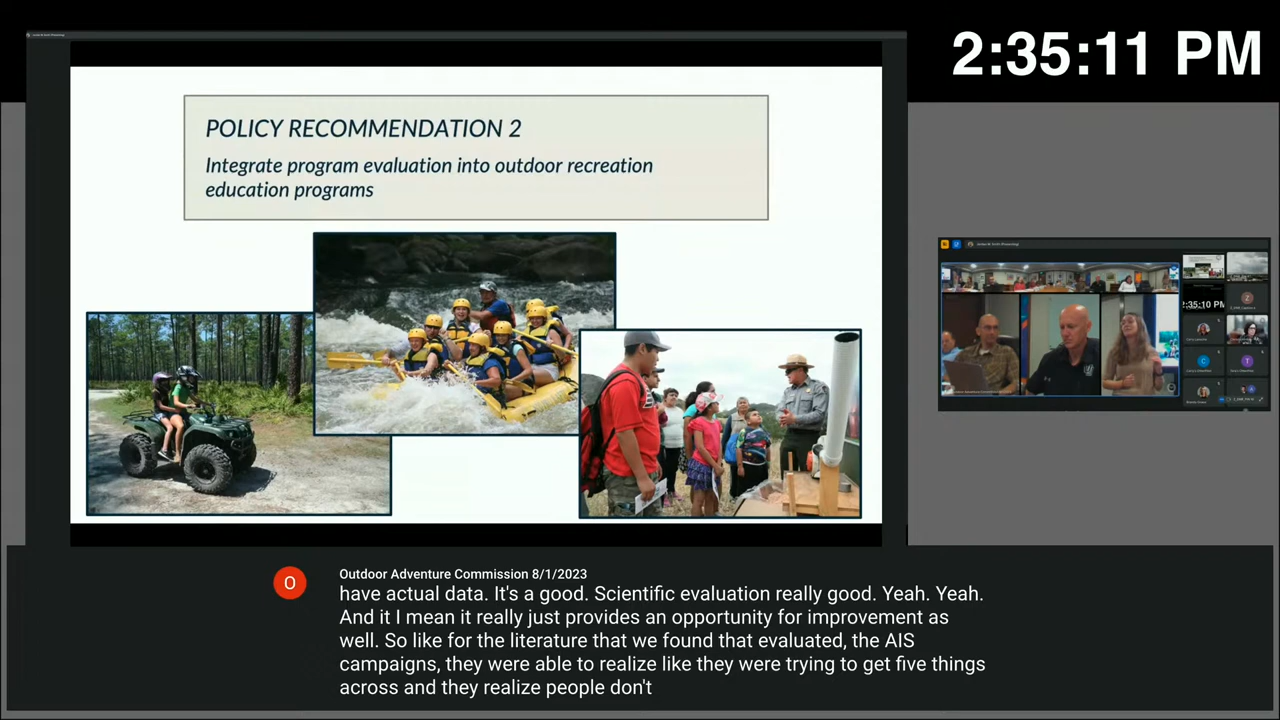 2:35:11 PM
POLICY RECOMMENDATION 2
Integrate program evaluation into outdoor recreation
education programs
2:35:10 PM
O
Outdoor Adventure Commission 8/1/2023
have actual data. It's a good. Scientific evaluation really good. Yeah. Yeah.
And it I mean it really just provides an opportunity for improvement as
well. So like for the literature that we found that evaluated, the AIS
campaigns, they were able to realize like they were trying to get five things
across and they realize people don't